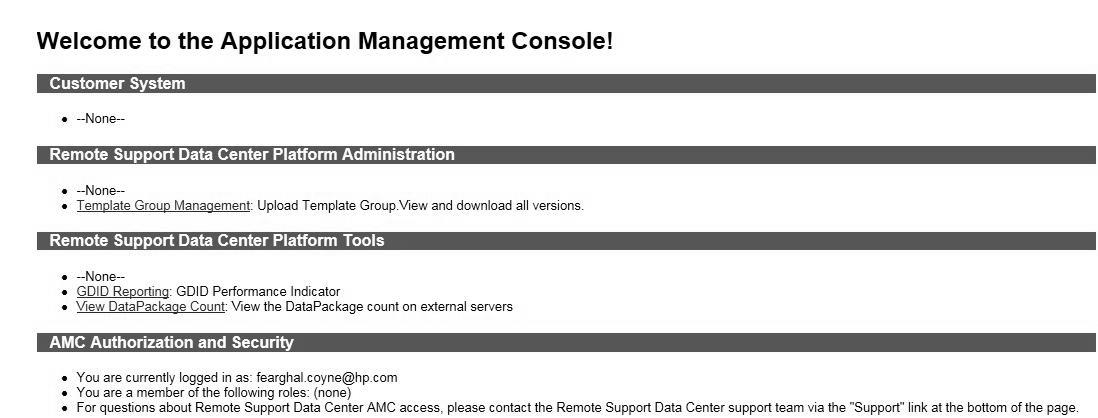 Welcome to the Application Management Console!
Customer System
--None--
Remote Support Data Center Platform Administration
--None--
Template Group Management: Upload Template Group.View and download all versions.
Remote Support Data Center Platform Tools
--None--
GDID Reporting: GDID Performance Indicator
View DataPackage Count: View the DataPackage count on external servers
AMC Authorization and Security
You are currently logged in as: fearghal.coyne@hp.com
You are a member of the following roles: (none)
For questions about Remote Support Data Center AMC access, please contact the Remote Support Data Center support team via the "Support" link at the bottom of the page.